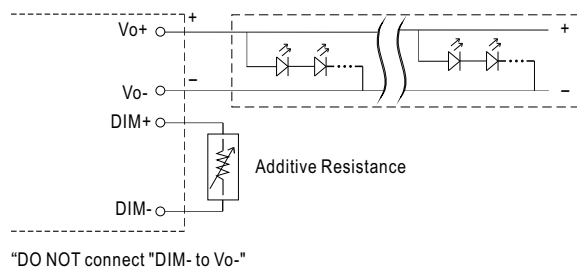 Vo+
+
+
−
Vo-
−
DIM+
Additive Resistance
DIM-
“DO NOT connect "DIM- to Vo-"